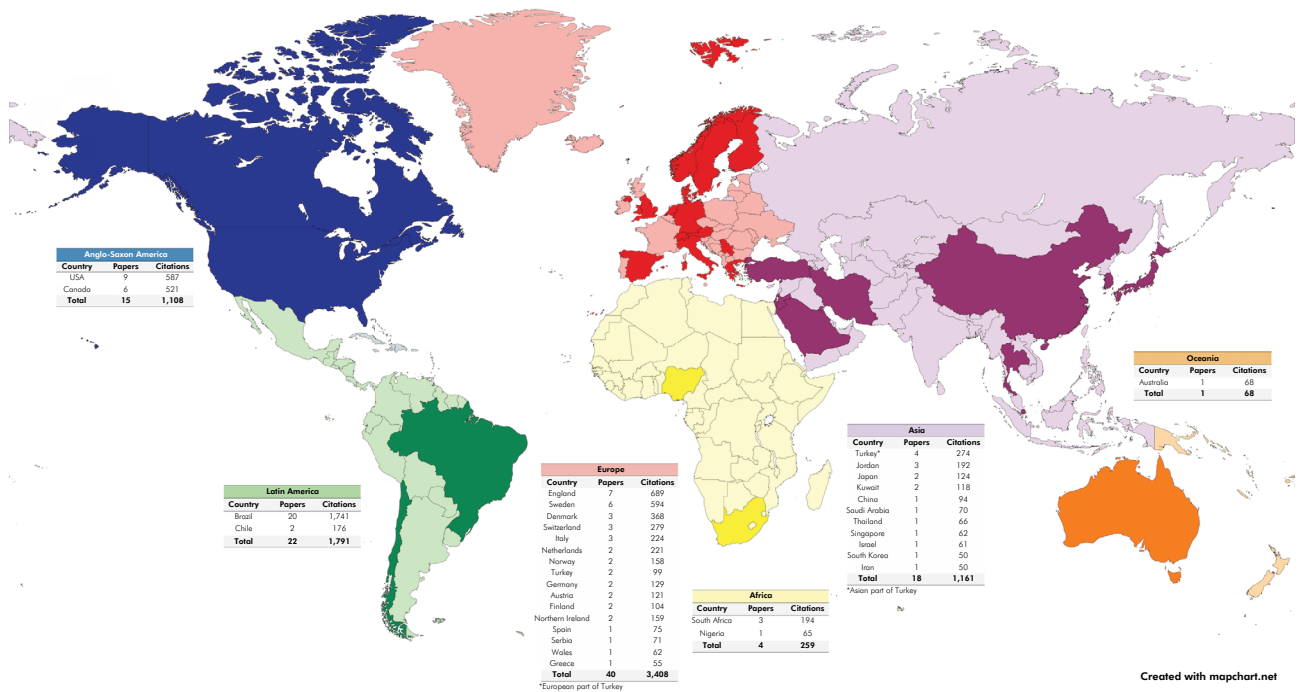 Anglo-Saxon America
Country Papers Citations
USA 9 587
Canada 6 521
Total 15 1,108
Oceania
Country Papers Citations
Australia 1 68
Total 1 68
Asia
Country Papers Citations
Turkey* 4 274
Jordan 3 192
Japan 2 124
Kuwait 2 118
China 1 94
Saudi Arabia 1 70
Thailand 1 66
Singapore 1 62
Israel 1 61
South Korea 1 50
Iran 1 50
Total 18 1,161
*Asian part of Turkey
Latin America
Country Papers Citations
Brazil 20 1,741
Chile 2 176
Total 22 1,791
Europe
Country Papers Citations
England 7 689
Sweden 6 594
Denmark 3 368
Switzerland 3 279
Italy 3 224
Netherlands 2 221
Norway 2 158
Turkey 2 99
Germany 2 129
Austria 2 121
Finland 2 104
Northern Ireland 2 159
Spain 1 75
Serbia 1 71
Wales 1 62
Greece 1 55
Total 40 3,408
*European part of Turkey
Africa
Country Papers Citations
South Africa 3 194
Nigeria 1 65
Total 4 259
Created with mapchart.net